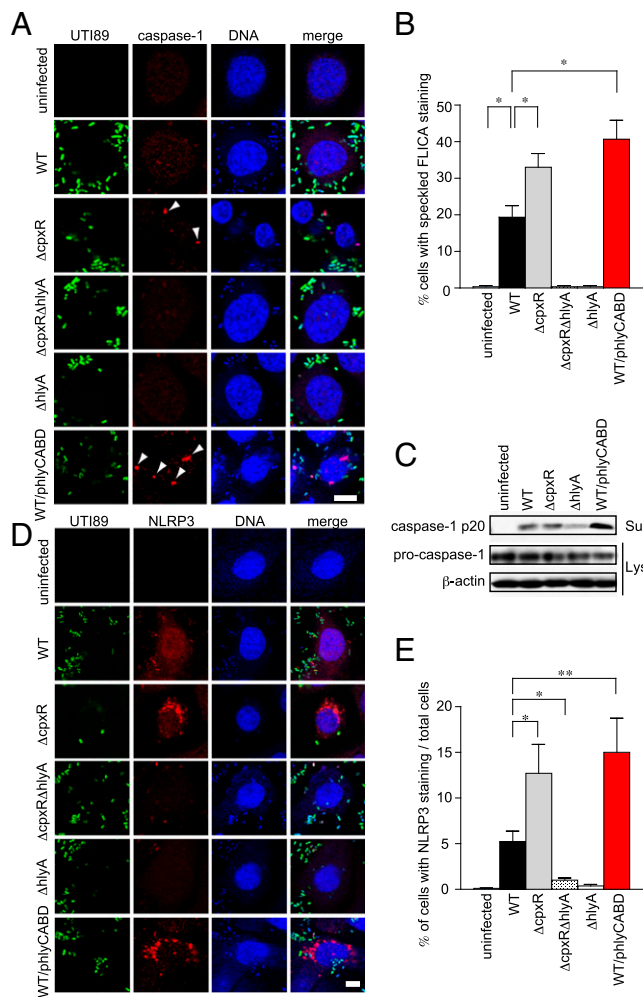 A
UTI89 caspase-1 DNA merge
uninfected
WT
ΔcpxR
ΔcpxRΔhlyA
ΔhlyA
WT/phlyCABD
B
% cells with speckled FLICA staining
50
40
30
20
10
0
* * *
uninfected
WT
ΔcpxR
ΔcpxRΔhlyA
ΔhlyA
WT/phlyCABD
C
uninfected
WT
ΔcpxR
ΔhlyA
WT/phlyCABD
caspase-1 p20 Su
pro-caspase-1
β-actin
Lys
D
UTI89 NLRP3 DNA merge
uninfected
WT
ΔcpxR
ΔcpxRΔhlyA
ΔhlyA
WT/phlyCABD
E
% of cells with NLRP3 staining / total cells
20
15
10
5
0
**
*
*
uninfected
WT
ΔcpxR
ΔcpxRΔhlyA
ΔhlyA
WT/phlyCABD